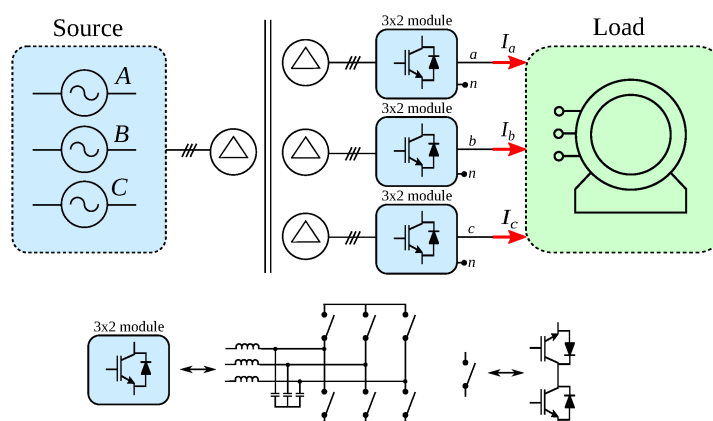 Source
Load
3x2 module
A
a
I_a
n
3x2 module
B
b
I_b
n
3x2 module
C
c
I_c
n
3x2 module